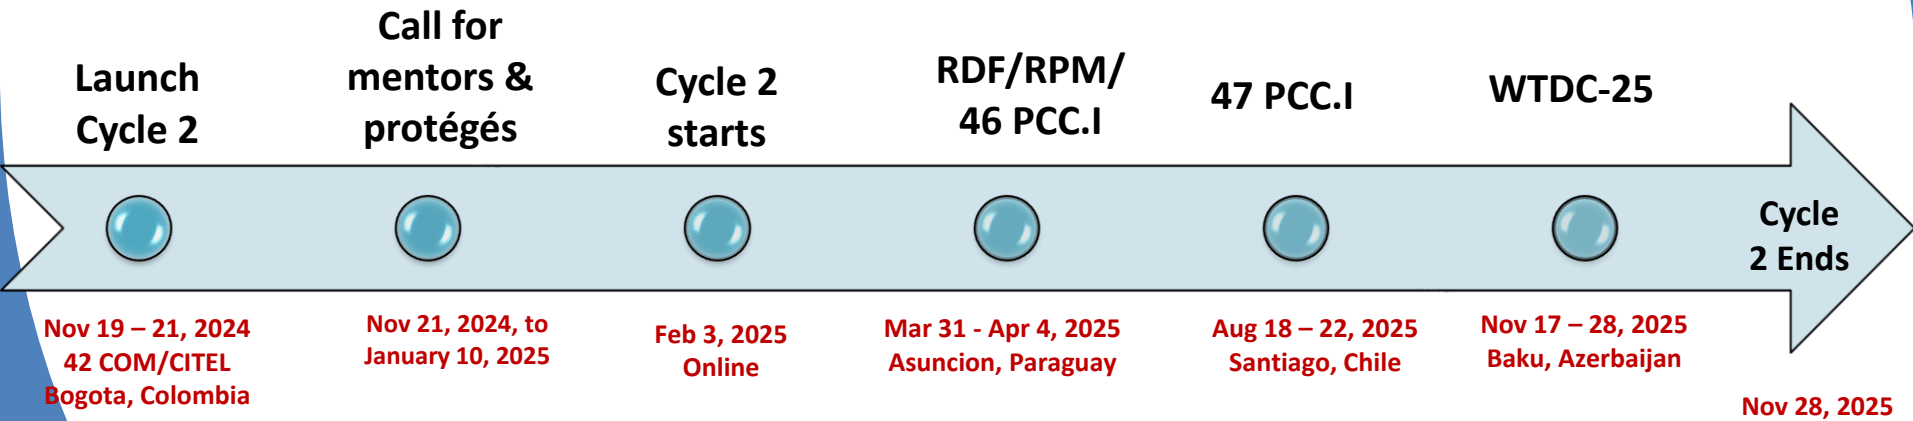 Launch
Cycle 2
Call for
mentors &
protégés
Cycle 2
starts
RDF/RPM/
46 PCC.I
47 PCC.I
WTDC-25
Cycle
2 Ends
Nov 19 – 21, 2024
42 COM/CITEL
Bogota, Colombia
Nov 21, 2024, to
January 10, 2025
Feb 3, 2025
Online
Mar 31 - Apr 4, 2025
Asuncion, Paraguay
Aug 18 – 22, 2025
Santiago, Chile
Nov 17 – 28, 2025
Baku, Azerbaijan
Nov 28, 2025